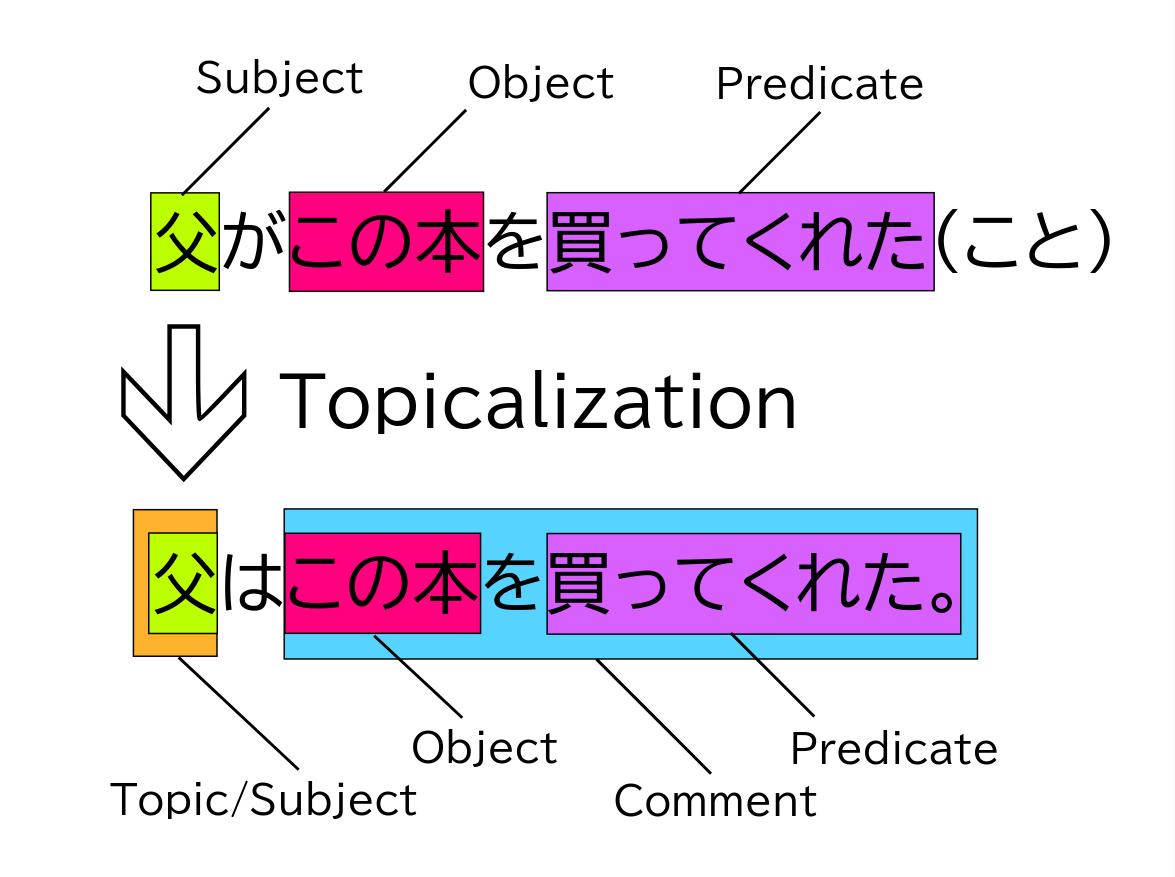 Subject Object Predicate
父がこの本を買ってくれた(こと)
Topicalization
父はこの本を買ってくれた。
Object Predicate
Topic/Subject Comment